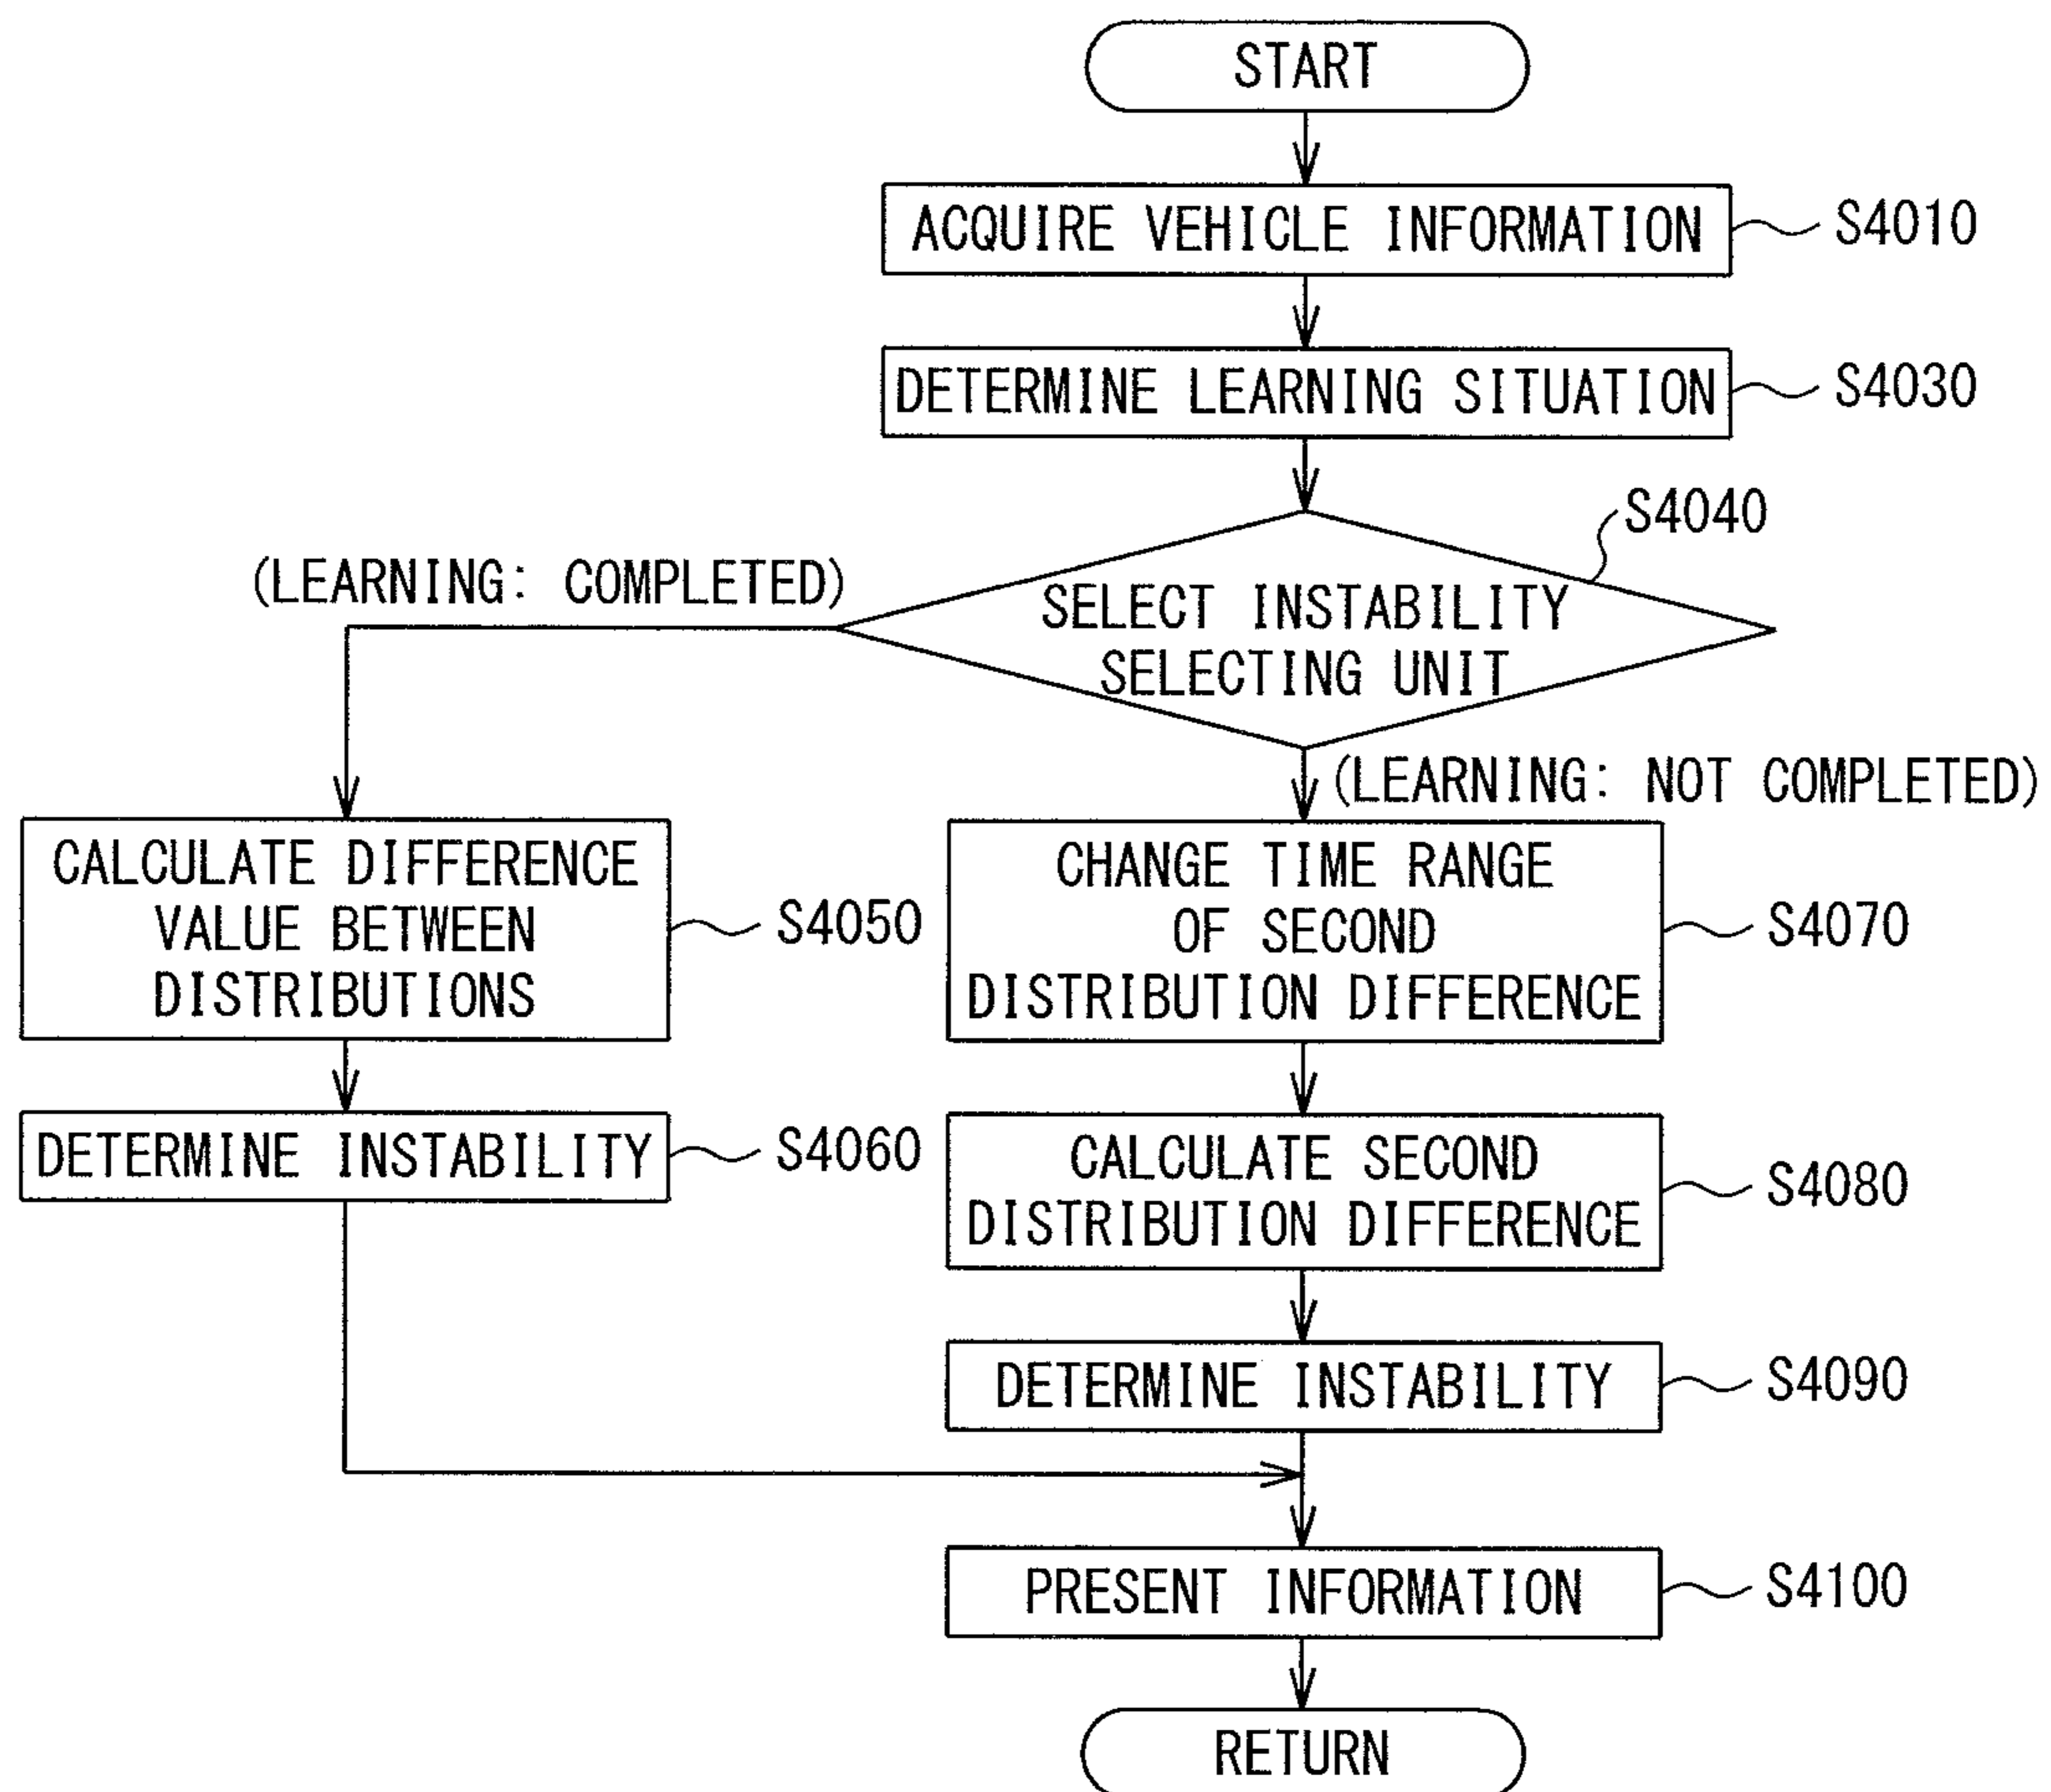 START
ACQUIRE VEHICLE INFORMATION
S4010
DETERMINE LEARNING SITUATION
S4030
S4040
(LEARNING: COMPLETED)
SELECT INSTABILITY
SELECTING UNIT
(LEARNING: NOT COMPLETED)
CALCULATE DIFFERENCE
VALUE BETWEEN
DISTRIBUTIONS
S4050
CHANGE TIME RANGE
OF SECOND
DISTRIBUTION DIFFERENCE
S4070
DETERMINE INSTABILITY
S4060
CALCULATE SECOND
DISTRIBUTION DIFFERENCE
S4080
DETERMINE INSTABILITY
S4090
PRESENT INFORMATION
S4100
RETURN